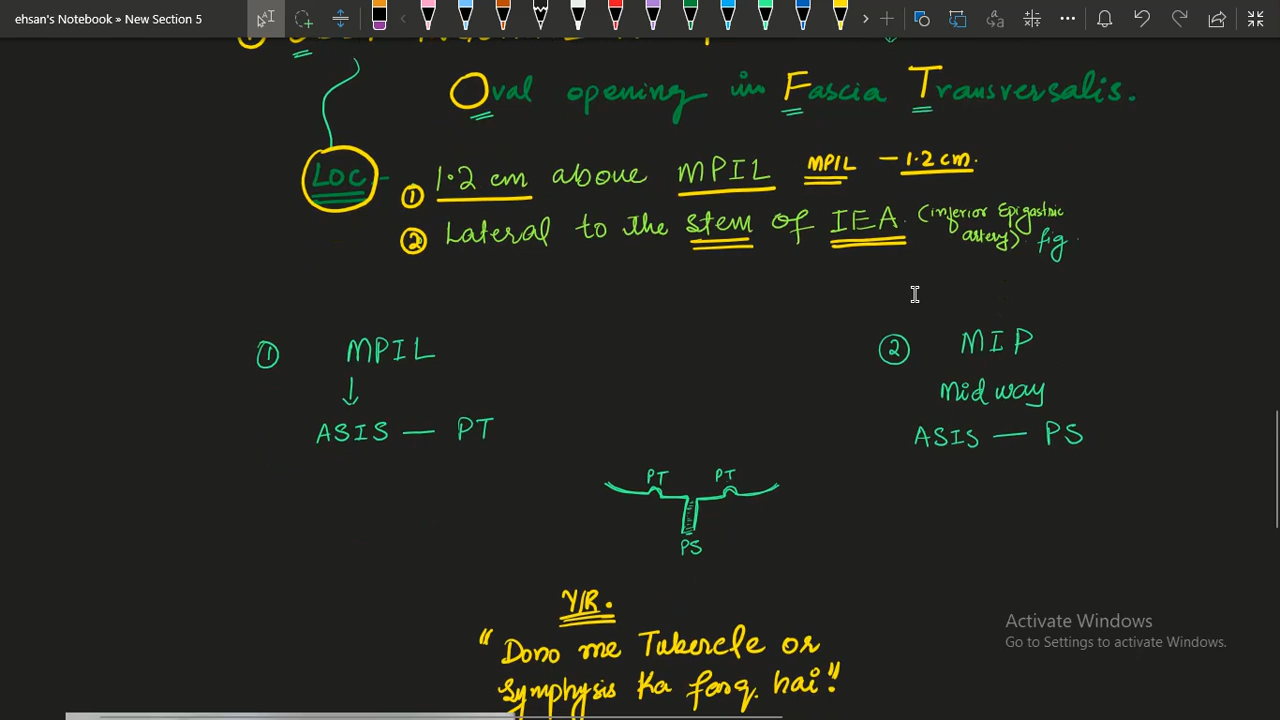 ehsan's Notebook » New Section 5
Oval opening in Fascia Transversalis.
LOC - ① 1.2 cm above MPIL MPIL - 1.2 cm.
② Lateral to the stem of IEA. (inferior Epigastric artery) fig.
① MPIL
↓
ASIS — PT
② MIP
Midway
ASIS — PS
PT PT
PS
Y/R.
"Dono me Tubercle or
Symphysis Ka farq. hai."
Activate Windows
Go to Settings to activate Windows.